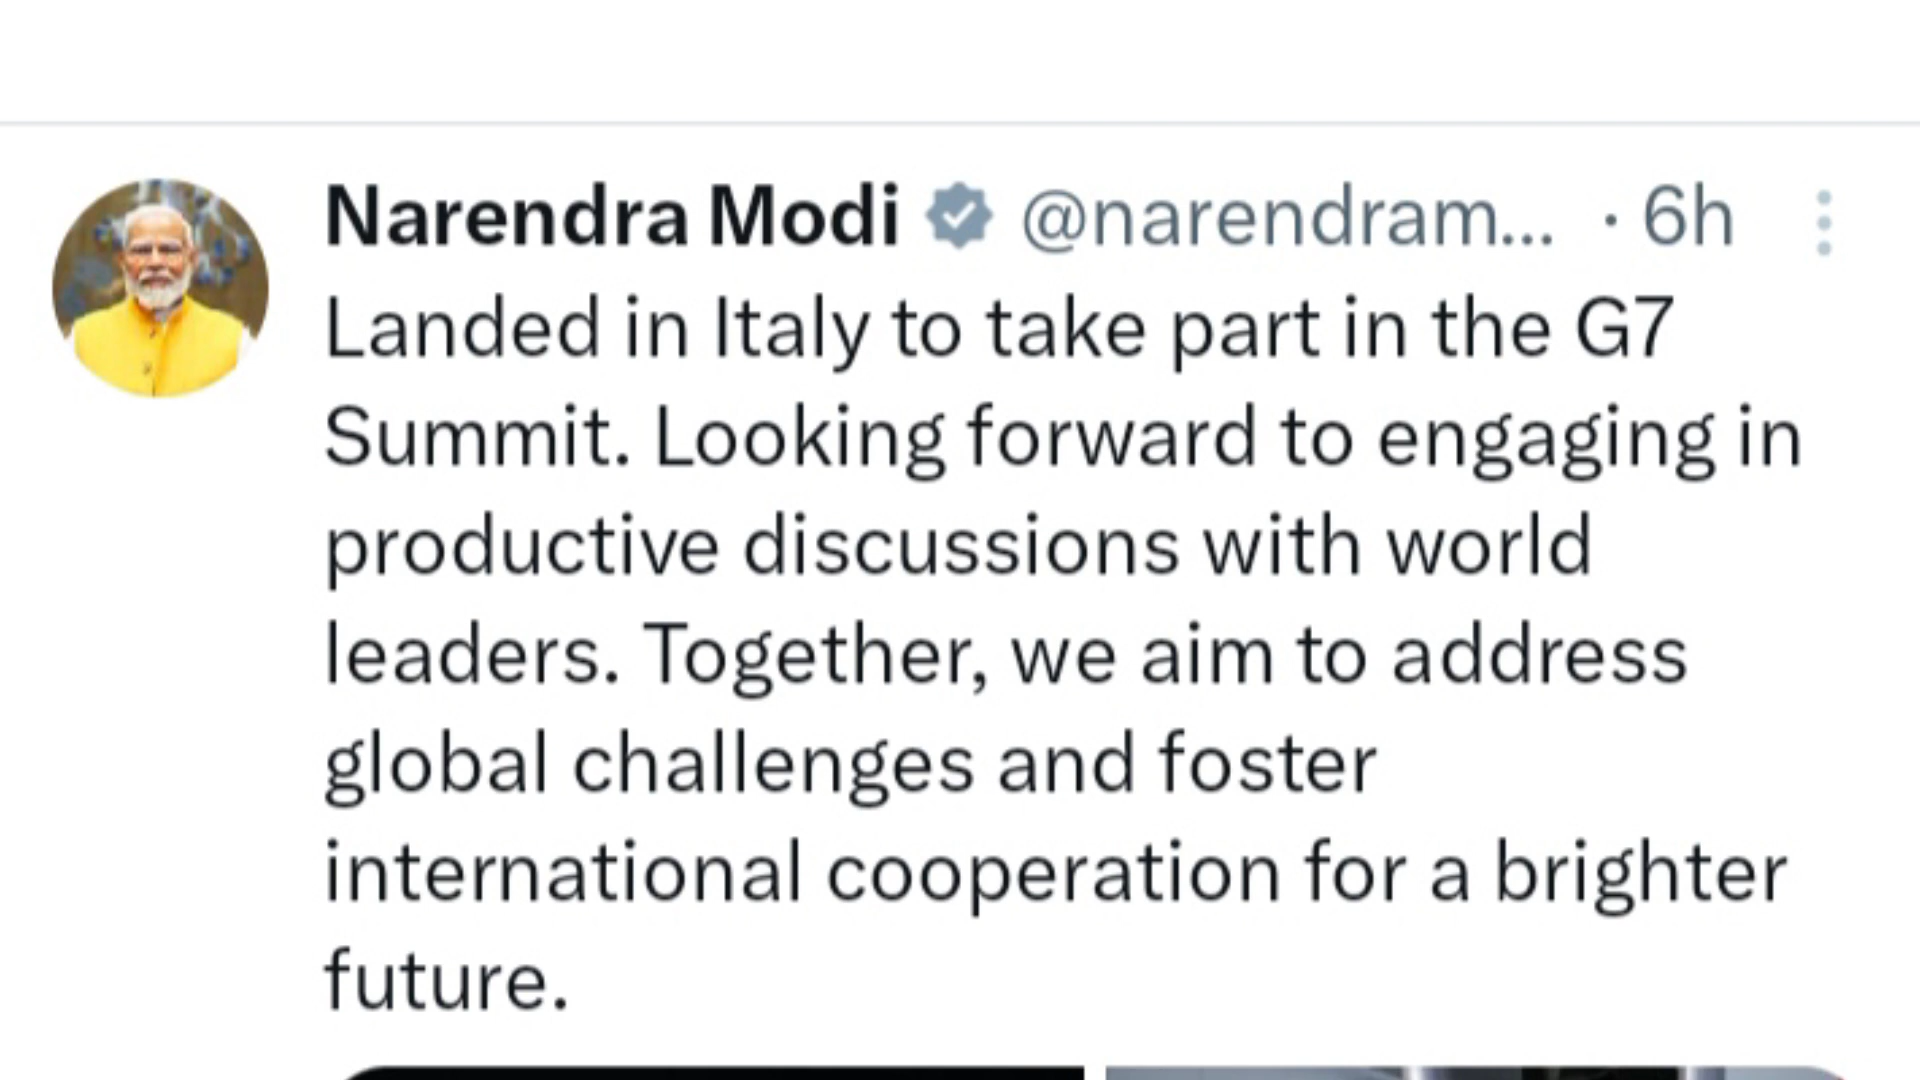 Narendra Modi @narendram... · 6h
Landed in Italy to take part in the G7
Summit. Looking forward to engaging in
productive discussions with world
leaders. Together, we aim to address
global challenges and foster
international cooperation for a brighter
future.